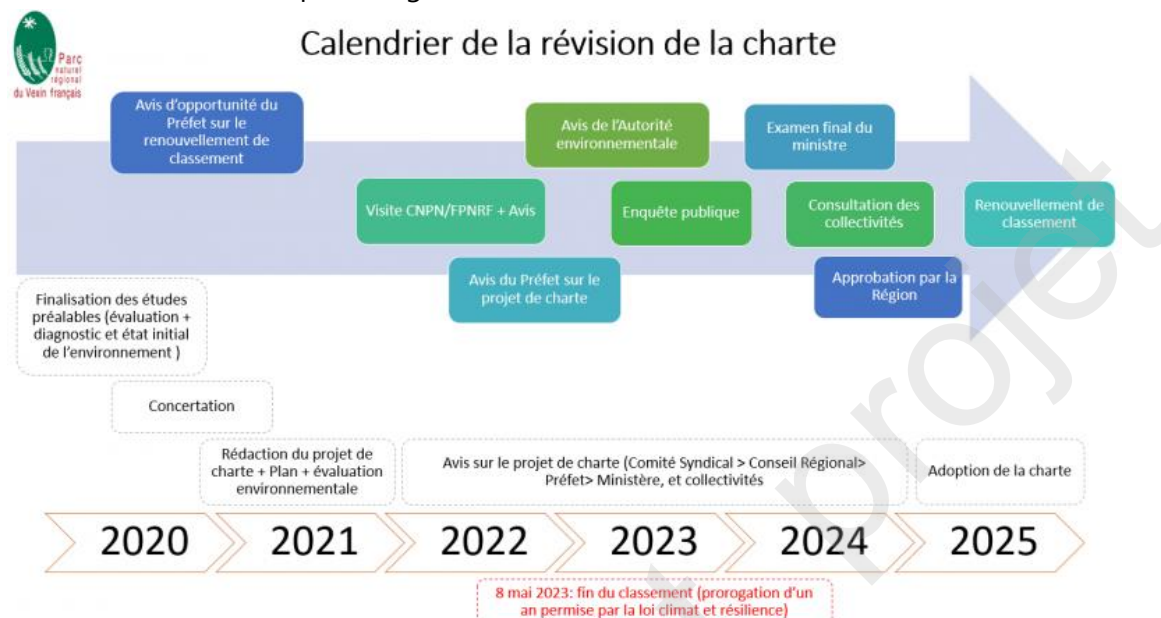 Calendrier de la révision de la charte
Parc
naturel
régional
du Vexin français
Avis d'opportunité du
Préfet sur le
renouvellement de
classement
Avis de l'Autorité
environnementale
Examen final du
ministre
Visite CNPN/FPNRF + Avis
Enquête publique
Consultation des
collectivités
Renouvellement de
classement
Avis du Préfet sur le
projet de charte
Approbation par la
Région
Finalisation des études
préalables (évaluation +
diagnostic et état initial
de l'environnement )
Concertation
Rédaction du projet de
charte + Plan + évaluation
environnementale
Avis sur le projet de charte (Comité Syndical > Conseil Régional>
Préfet> Ministère, et collectivités
Adoption de la charte
2020
2021
2022
2023
2024
2025
8 mai 2023: fin du classement (prorogation d'un
an permise par la loi climat et résilience)
projet